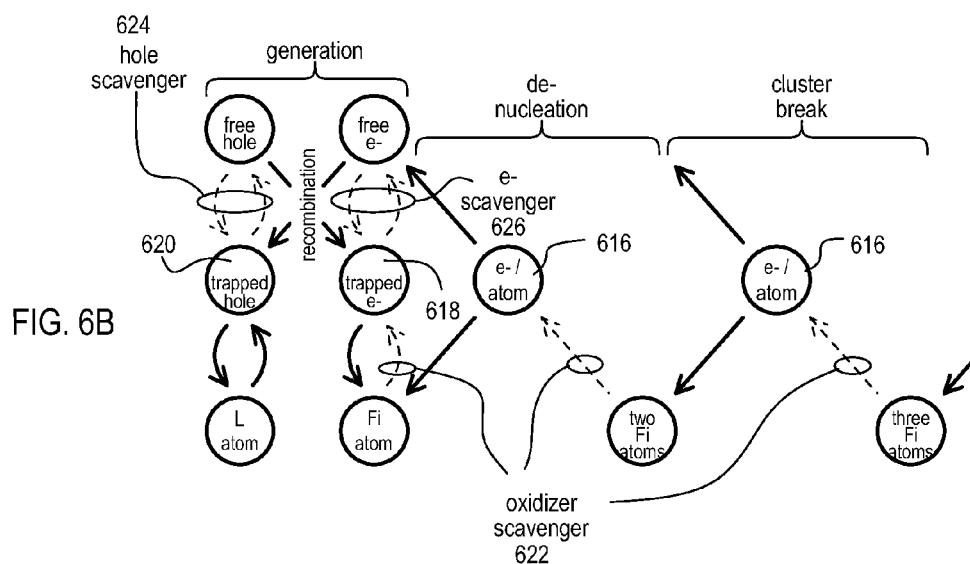 624
hole
scavenger
generation
de-
nucleation
cluster
break
free
hole
free
e-
recombination
e-
scavenger
626
620
trapped
hole
trapped
e-
618
e- /
atom
616
e- /
atom
616
FIG. 6B
L
atom
Fi
atom
two
Fi
atoms
three
Fi
atoms
oxidizer
scavenger
622